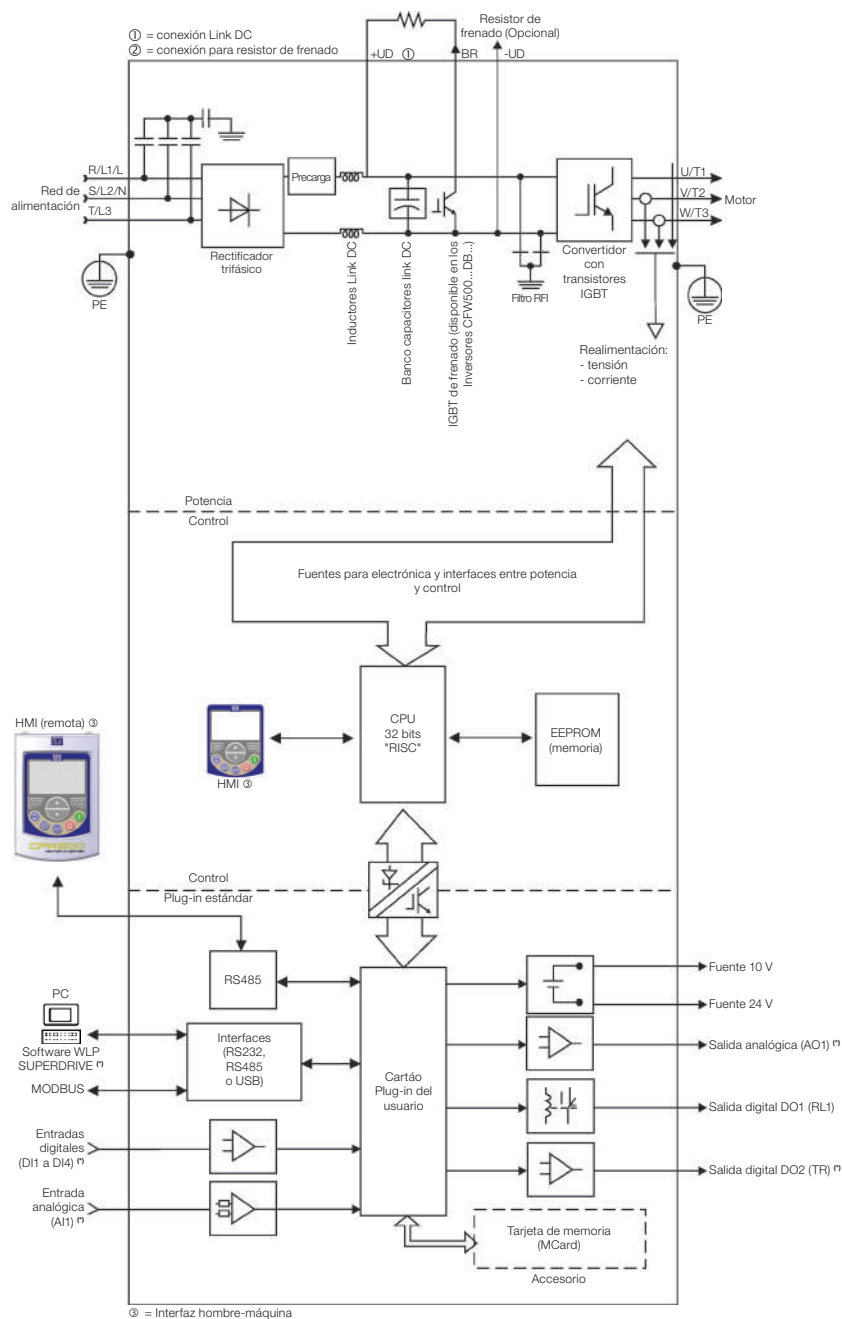 ① = conexión Link DC
② = conexión para resistor de frenado
Resistor de
frenado (Opcional)
+UD ①
BR
-UD
R/L1/L
S/L2/N
T/L3
Red de
alimentación
Precarga
U/T1
V/T2
W/T3
Motor
Rectificador
trifásico
PE
Inductores Link DC
Banco capacitores link DC
IGBT de frenado (disponible en los
Inversores CFW500...DB...)
Filtro RFI
Convertidor
con
transistores
IGBT
PE
Realimentación:
- tensión
- corriente
Potencia
Control
Fuentes para electrónica y interfaces entre potencia
y control
HMI (remota) ③
CFW500
HMI ③
CPU
32 bits
"RISC"
EEPROM
(memoria)
Control
Plug-in estándar
RS485
PC
Software WLP
SUPERDRIVE (*)
MODBUS
Interfaces
(RS232,
RS485
o USB)
Entradas
digitales
(DI1 a DI4) (*)
Entrada
analógica
(AI1) (*)
Cartáo
Plug-in del
usuario
Fuente 10 V
Fuente 24 V
Salida analógica (AO1) (*)
Salida digital DO1 (RL1)
Salida digital DO2 (TR) (*)
Tarjeta de memoria
(MCard)
Accesorio
③ = Interfaz hombre-máquina